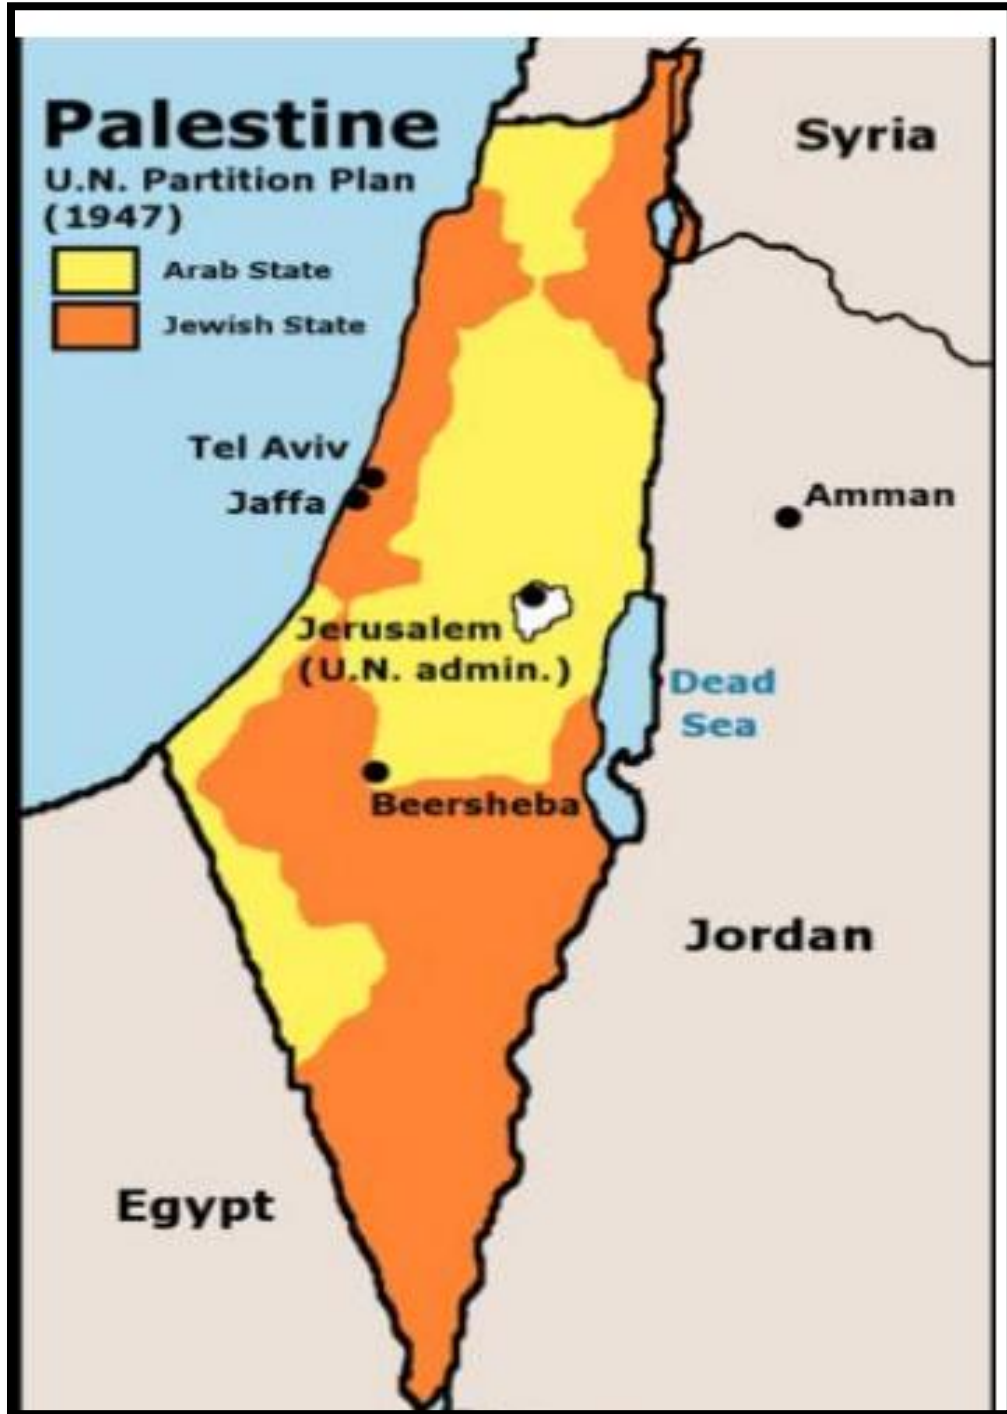 Palestine
U.N. Partition Plan
(1947)
Arab State
Jewish State
Syria
Tel Aviv
Jaffa
Amman
Jerusalem
(U.N. admin.)
Dead
Sea
Beersheba
Jordan
Egypt